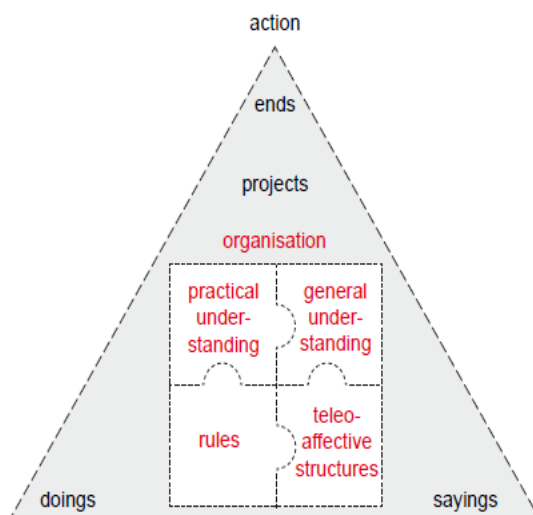 action
ends
projects
organisation
practical
under-
standing
general
under-
standing
rules
teleo-
affective
structures
doings
sayings